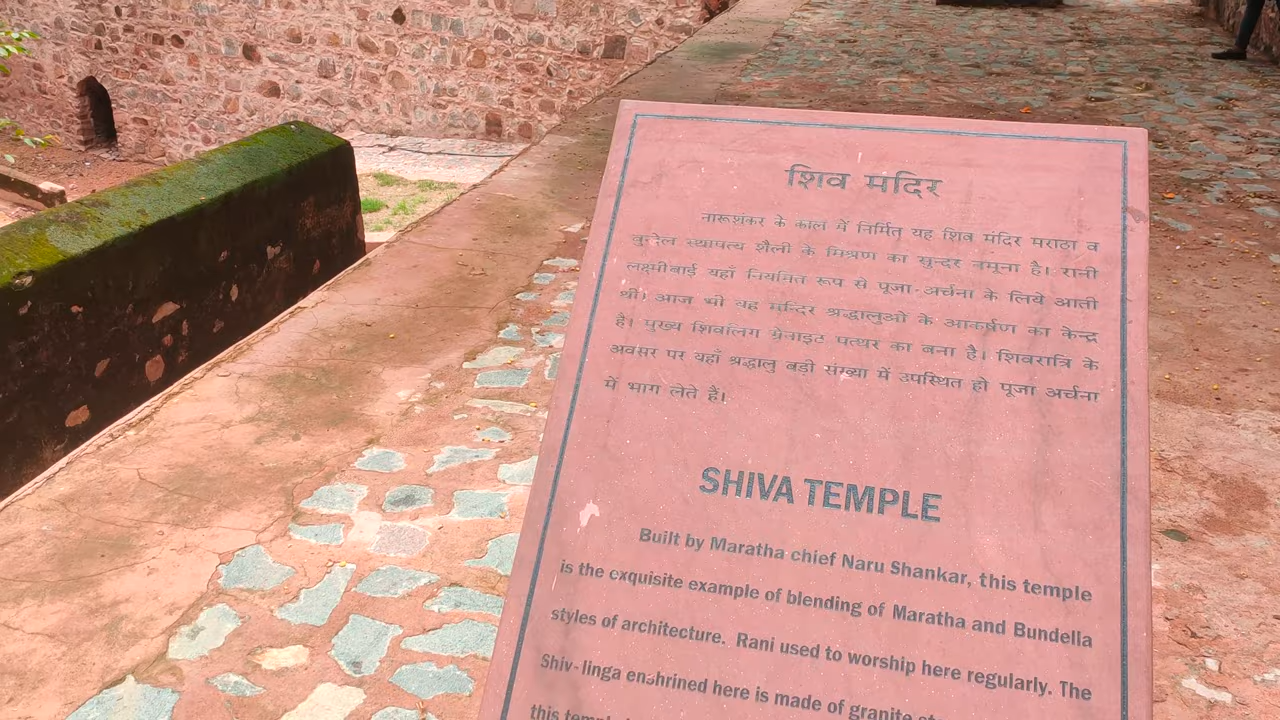 शिव मंदिर
नारूशंकर के काल में निर्मित यह शिव मंदिर मराठा व
वुन्देल स्थापत्य शैली के मिश्रण का सुन्दर नमूना है। रानी
लक्ष्मीबाई यहाँ नियमित रूप से पूजा-अर्चना के लिये आती
थी। आज भी यह मन्दिर श्रद्धालुओं के आकर्षण का केन्द्र
है। मुख्य शिवलिंग ग्रेनाइट पत्थर का बना है। शिवरात्रि के
अवसर पर यहाँ श्रद्धालु बड़ी संख्या में उपस्थित हो पूजा अर्चना
में भाग लेते हैं।
SHIVA TEMPLE
Built by Maratha chief Naru Shankar, this temple
is the exquisite example of blending of Maratha and Bundella
styles of architecture. Rani used to worship here regularly. The
Shiv-linga enshrined here is made of granite
this